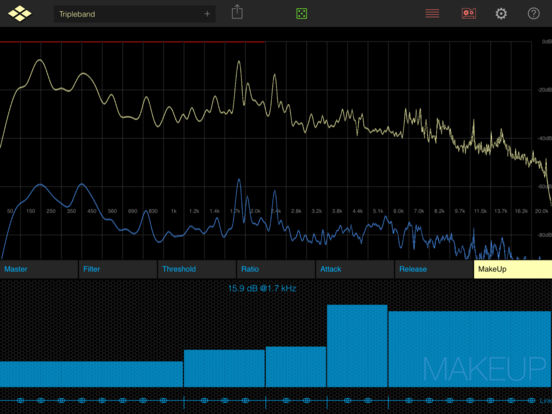 Tripleband +
?
0dB
-20dB
-40dB
-60dB
50 150 250 350 450 560 690 830 1k 1.2k 1.4k 1.7k 2.0k 2.4k 2.8k 3.2k 3.8k 4.4k 5.1k 6.0k 7.0k 8.2k 9.7k 11.5k 13.7k 16.2k 20.0k
-80dB
Master Filter Threshold Ratio Attack Release MakeUp
15.9 dB @1.7 kHz
MAKEUP